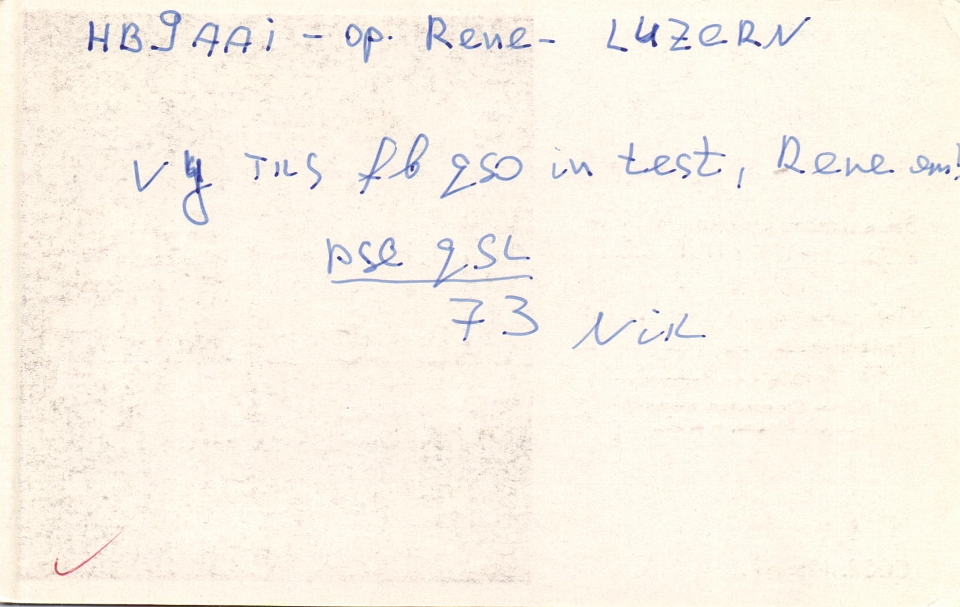 HB9AAi - op. Rene - LUZERN
vy TKS fb qso in test, Rene om!
pse qSL
73 Nik